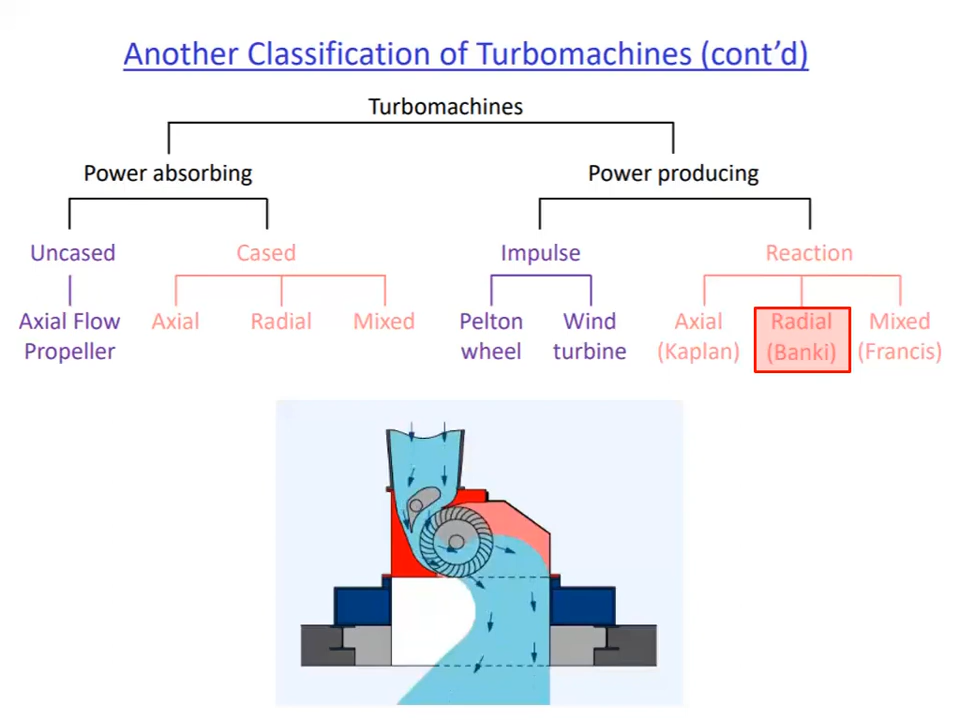 Another Classification of Turbomachines (cont’d)
Turbomachines
Power absorbing
Power producing
Uncased
Cased
Impulse
Reaction
Axial Flow
Propeller
Axial
Radial
Mixed
Pelton
wheel
Wind
turbine
Axial
(Kaplan)
Radial
(Banki)
Mixed
(Francis)